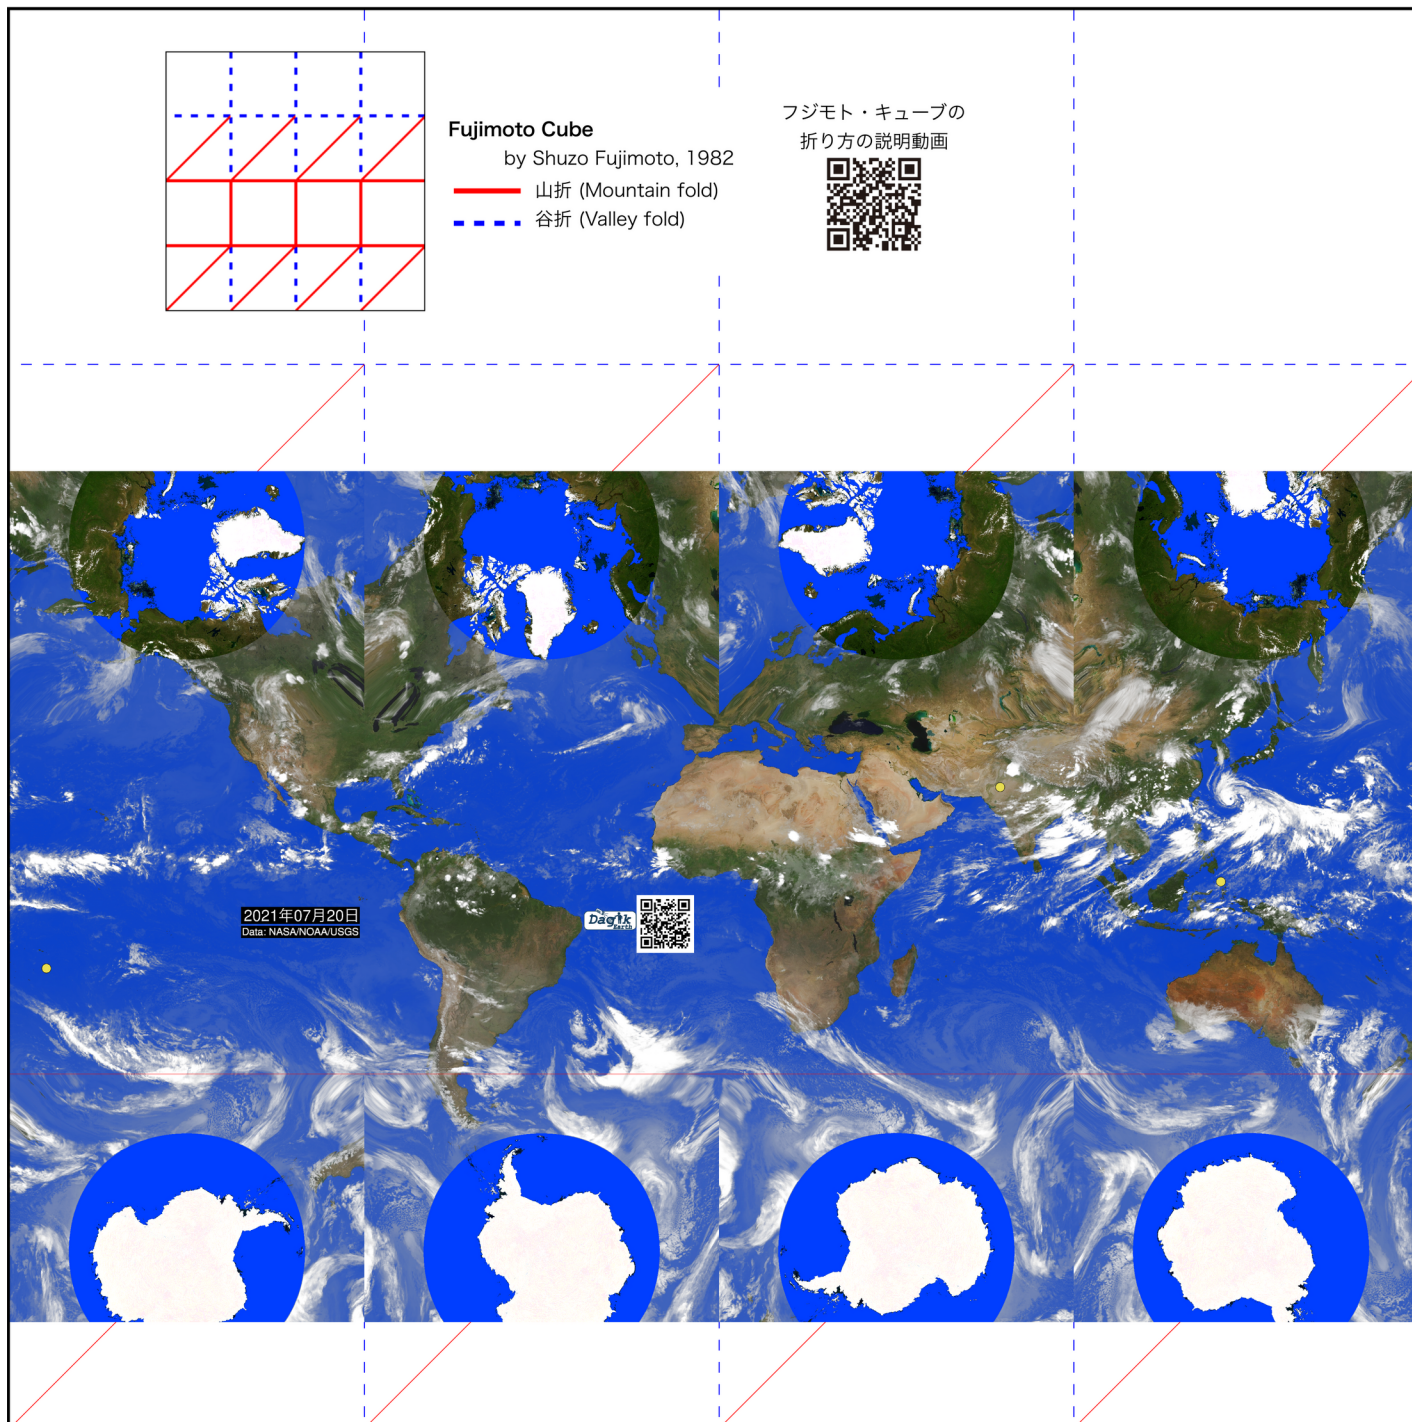 Fujimoto Cube
by Shuzo Fujimoto, 1982
山折 (Mountain fold)
谷折 (Valley fold)
フジモト・キューブの
折り方の説明動画
2021年07月20日
Data: NASA/NOAA/USGS
Dagik
Earth